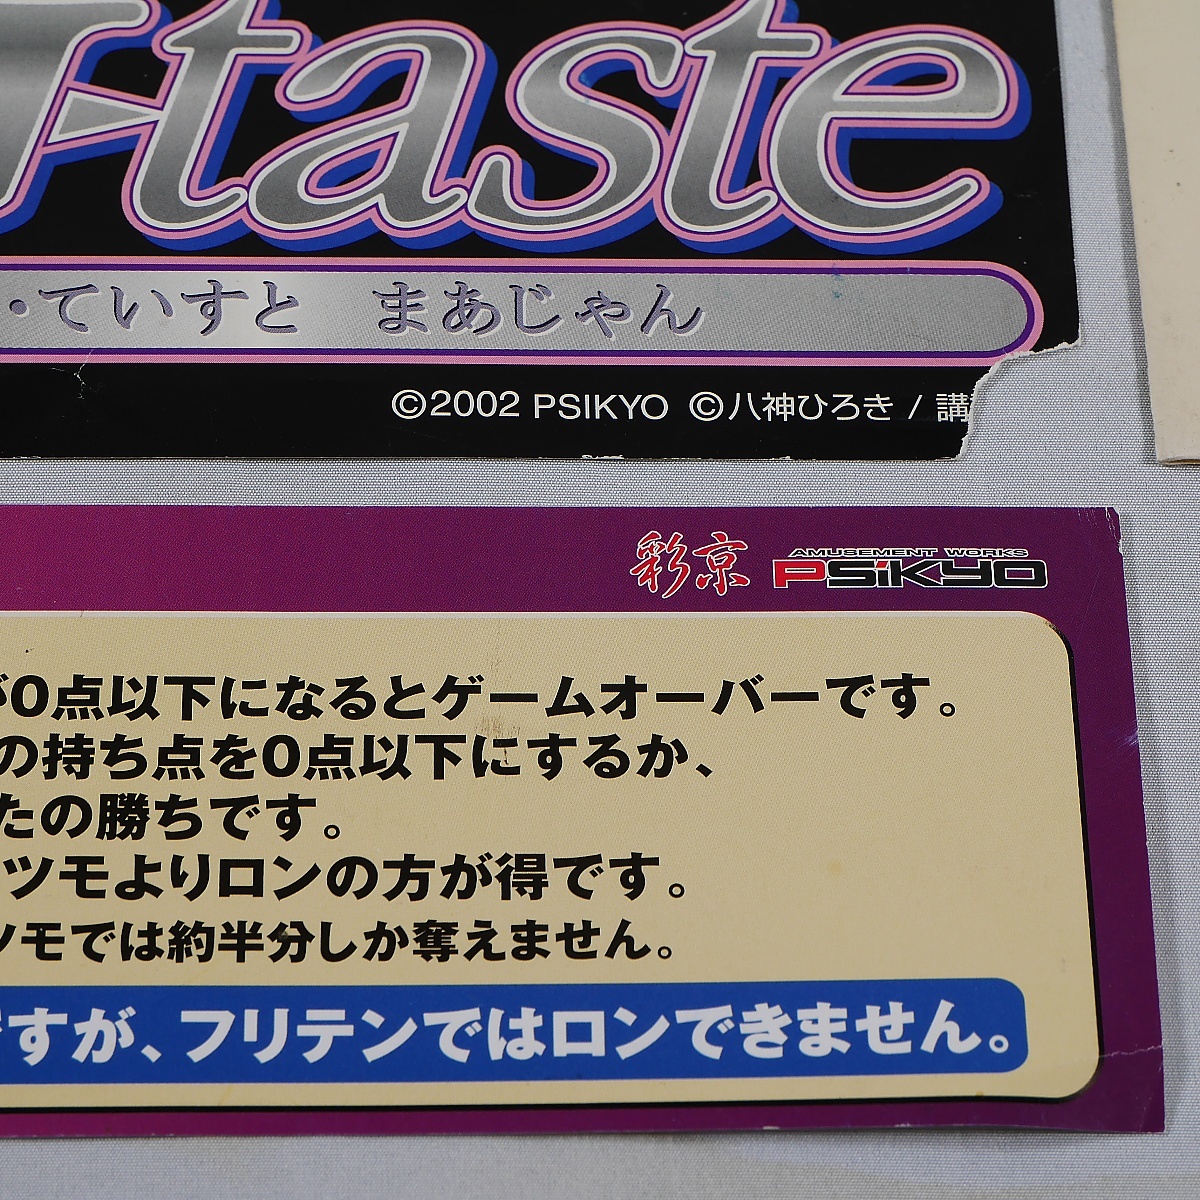 taste
・ていすと まあじゃん
©2002 PSIKYO ©八神ひろき / 講
彩京 AMUSEMENT WORKS PSIKYO
が0点以下になるとゲームオーバーです。
の持ち点を0点以下にするか、
たの勝ちです。
ツモよりロンの方が得です。
ツモでは約半分しか奪えません。
ですが、フリテンではロンできません。